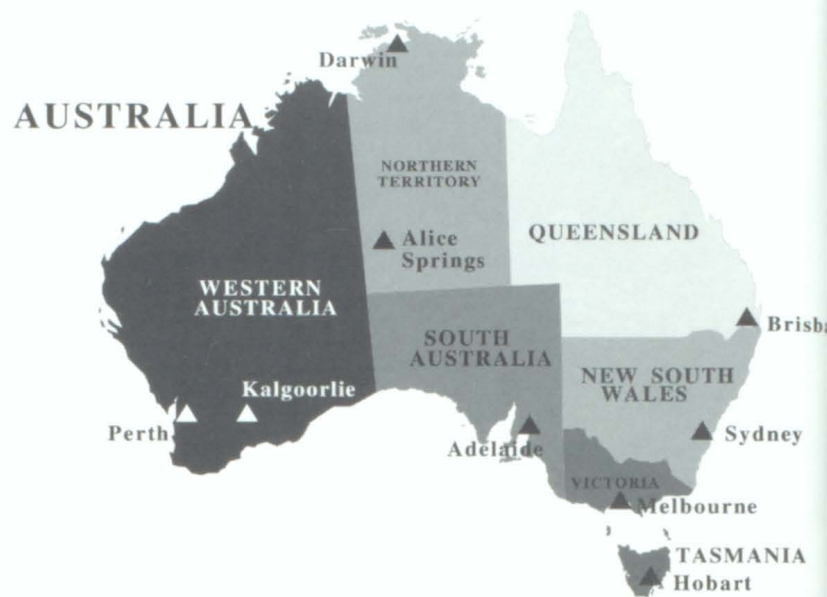 Darwin
AUSTRALIA
NORTHERN
TERRITORY
QUEENSLAND
Alice
Springs
WESTERN
AUSTRALIA
Brisba
SOUTH
AUSTRALIA
NEW SOUTH
WALES
Kalgoorlie
Perth
Adelaide
Sydney
VICTORIA
Melbourne
TASMANIA
Hobart